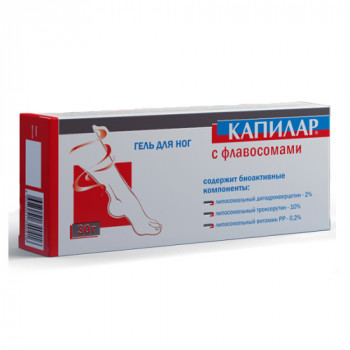 КАПИЛАР®
ГЕЛЬ ДЛЯ НОГ
с флавосомами
содержит биоактивные
компоненты:
липосомальный дигидрокверцетин - 2%
липосомальный троксерутин - 10%
липосомальный витамин РР - 0,2%